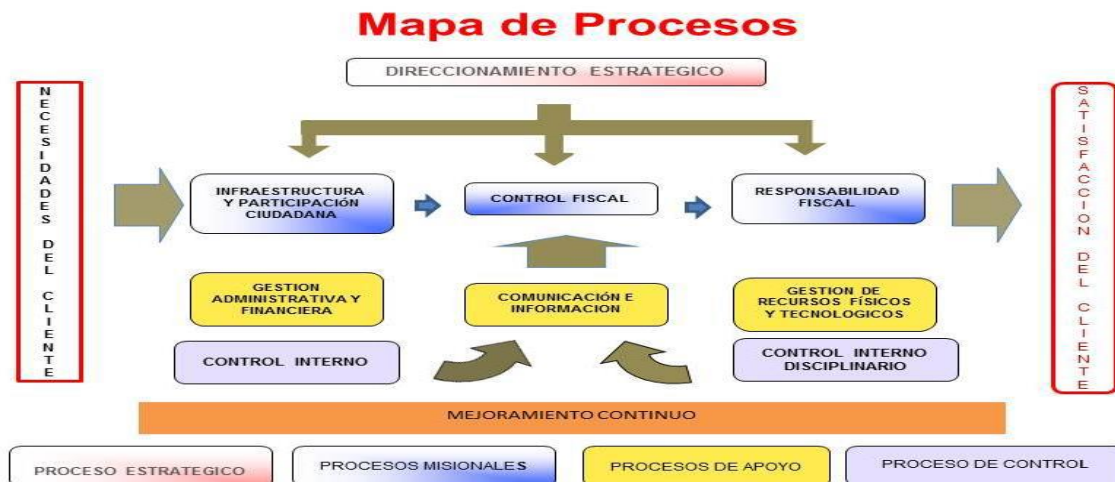 Mapa de Procesos
DIRECCIONAMIENTO ESTRATEGICO
NECESIDADES DEL CLIENTE
INFRAESTRUCTURA
Y PARTICIPACIÓN
CIUDADANA
CONTROL FISCAL
RESPONSABILIDAD
FISCAL
SATISFACCION DEL CLIENTE
GESTION
ADMINISTRATIVA Y
FINANCIERA
COMUNICACIÓN E
INFORMACION
GESTION DE
RECURSOS FÍSICOS
Y TECNOLOGICOS
CONTROL INTERNO
CONTROL INTERNO
DISCIPLINARIO
MEJORAMIENTO CONTINUO
PROCESO ESTRATEGICO
PROCESOS MISIONALES
PROCESOS DE APOYO
PROCESO DE CONTROL